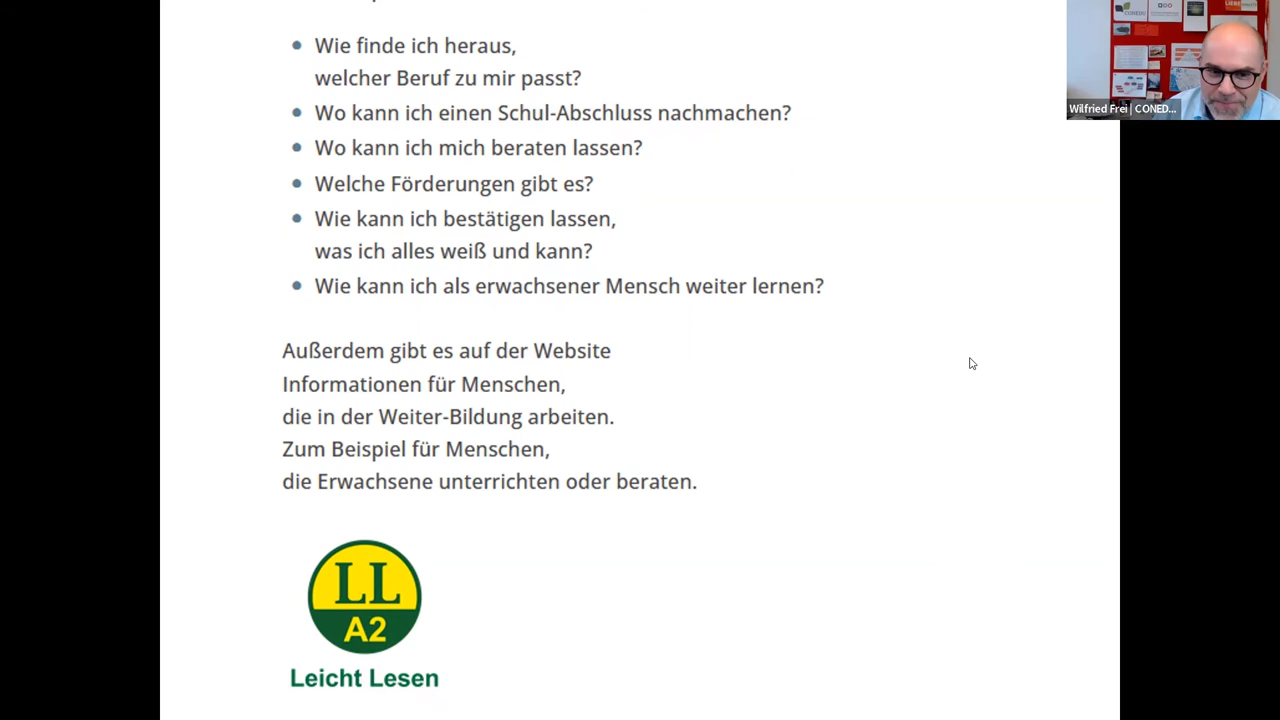 Wie finde ich heraus,
welcher Beruf zu mir passt?
Wo kann ich einen Schul-Abschluss nachmachen?
Wo kann ich mich beraten lassen?
Welche Förderungen gibt es?
Wie kann ich bestätigen lassen,
was ich alles weiß und kann?
Wie kann ich als erwachsener Mensch weiter lernen?
Außerdem gibt es auf der Website
Informationen für Menschen,
die in der Weiter-Bildung arbeiten.
Zum Beispiel für Menschen,
die Erwachsene unterrichten oder beraten.
LL
A2
Leicht Lesen
CONEDU
LIEBE
Wilfried Frei | CONED...